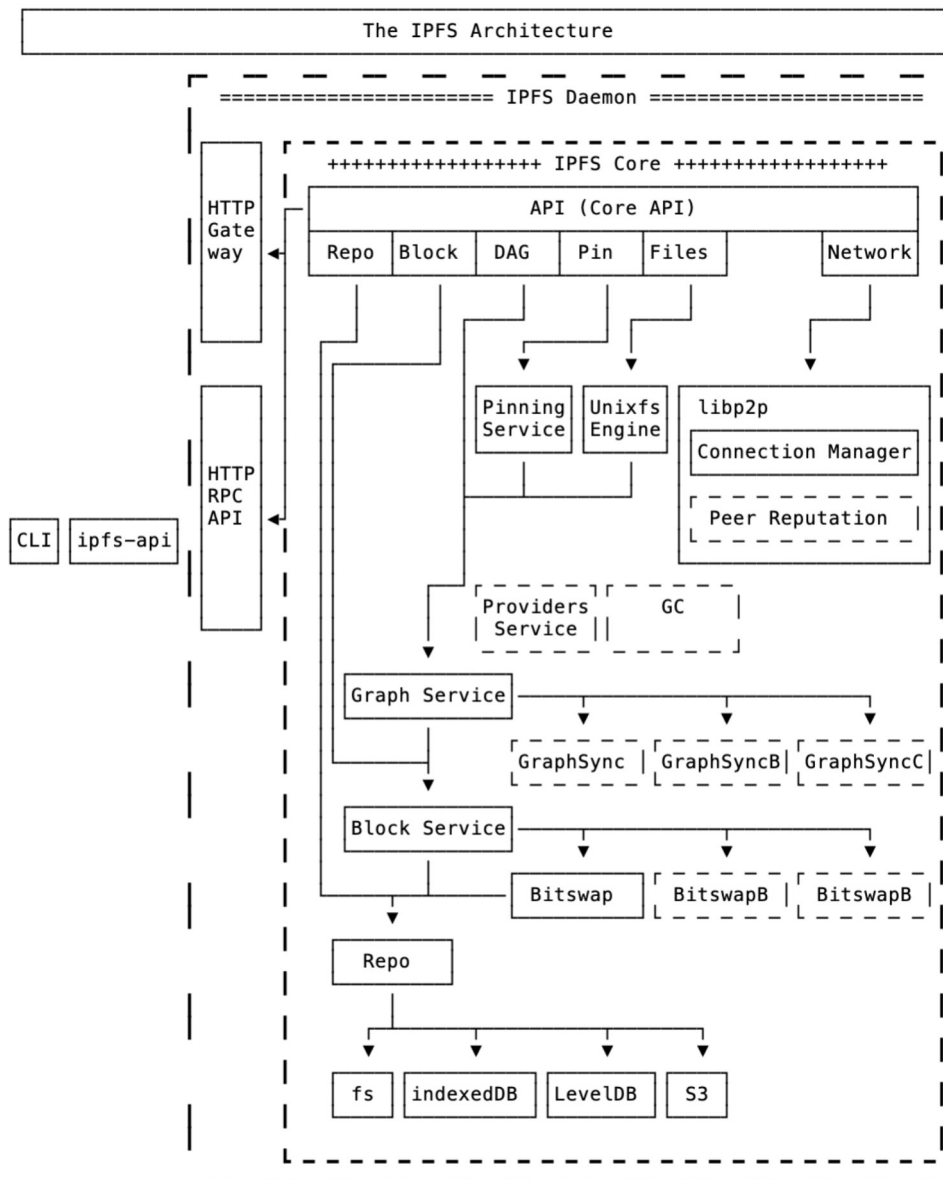 The IPFS Architecture
====================== IPFS Daemon ======================
++++++++++++++++++ IPFS Core ++++++++++++++++++
HTTP
Gate
way
API (Core API)
Repo
Block
DAG
Pin
Files
Network
Pinning
Service
Unixfs
Engine
libp2p
Connection Manager
Peer Reputation
HTTP
RPC
API
CLI
ipfs-api
Providers
Service
GC
Graph Service
GraphSync
GraphSyncB
GraphSyncC
Block Service
Bitswap
BitswapB
BitswapB
Repo
fs
indexedDB
LevelDB
S3